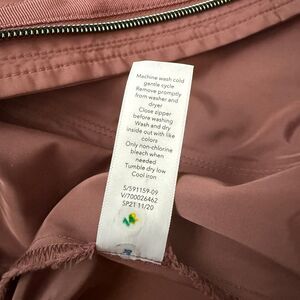 Machine wash cold
gentle cycle
Remove promptly
from washer and
dryer
Close zipper
before washing
Wash and dry
inside out with like
colors
Only non-chlorine
bleach when
needed
Tumble dry low
Cool iron
S/591159-09
V/700026462
SP21 11/20